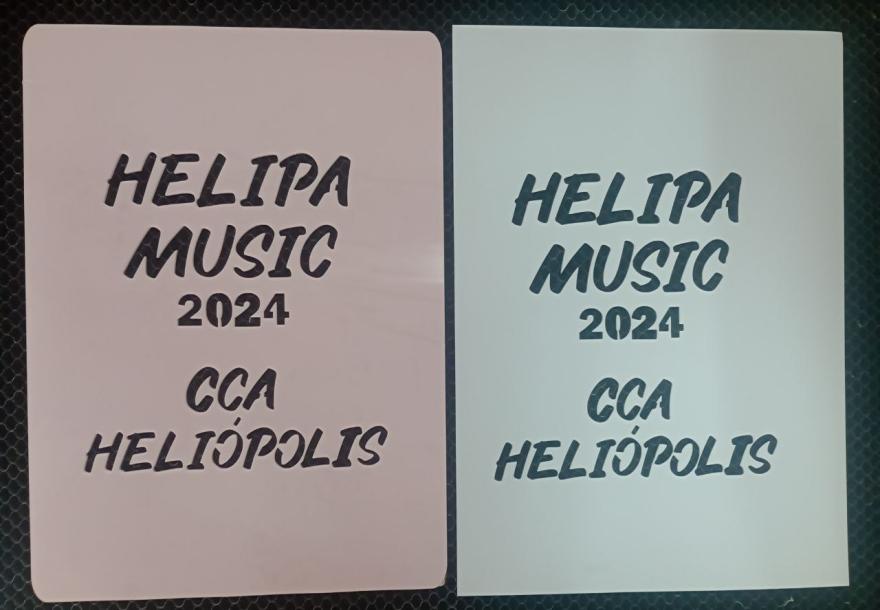 HELIPA
MUSIC
2024
CCA
HELIÓPOLIS
HELIPA
MUSIC
2024
CCA
HELIÓPOLIS